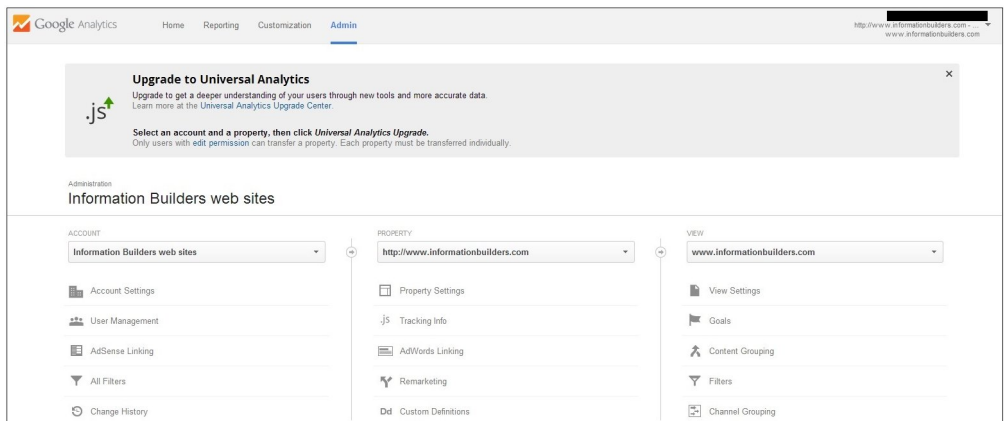 Google Analytics
Home Reporting Customization Admin
http://www.informationbuilders.com - ...
www.informationbuilders.com
Upgrade to Universal Analytics
Upgrade to get a deeper understanding of your users through new tools and more accurate data.
Learn more at the Universal Analytics Upgrade Center.
.js
Select an account and a property, then click Universal Analytics Upgrade.
Only users with edit permission can transfer a property. Each property must be transferred individually.
Administration
Information Builders web sites
ACCOUNT PROPERTY VIEW
Information Builders web sites http://www.informationbuilders.com www.informationbuilders.com
Account Settings Property Settings View Settings
User Management .js Tracking Info Goals
AdSense Linking AdWords Linking Content Grouping
All Filters Remarketing Filters
Change History Dd Custom Definitions Channel Grouping